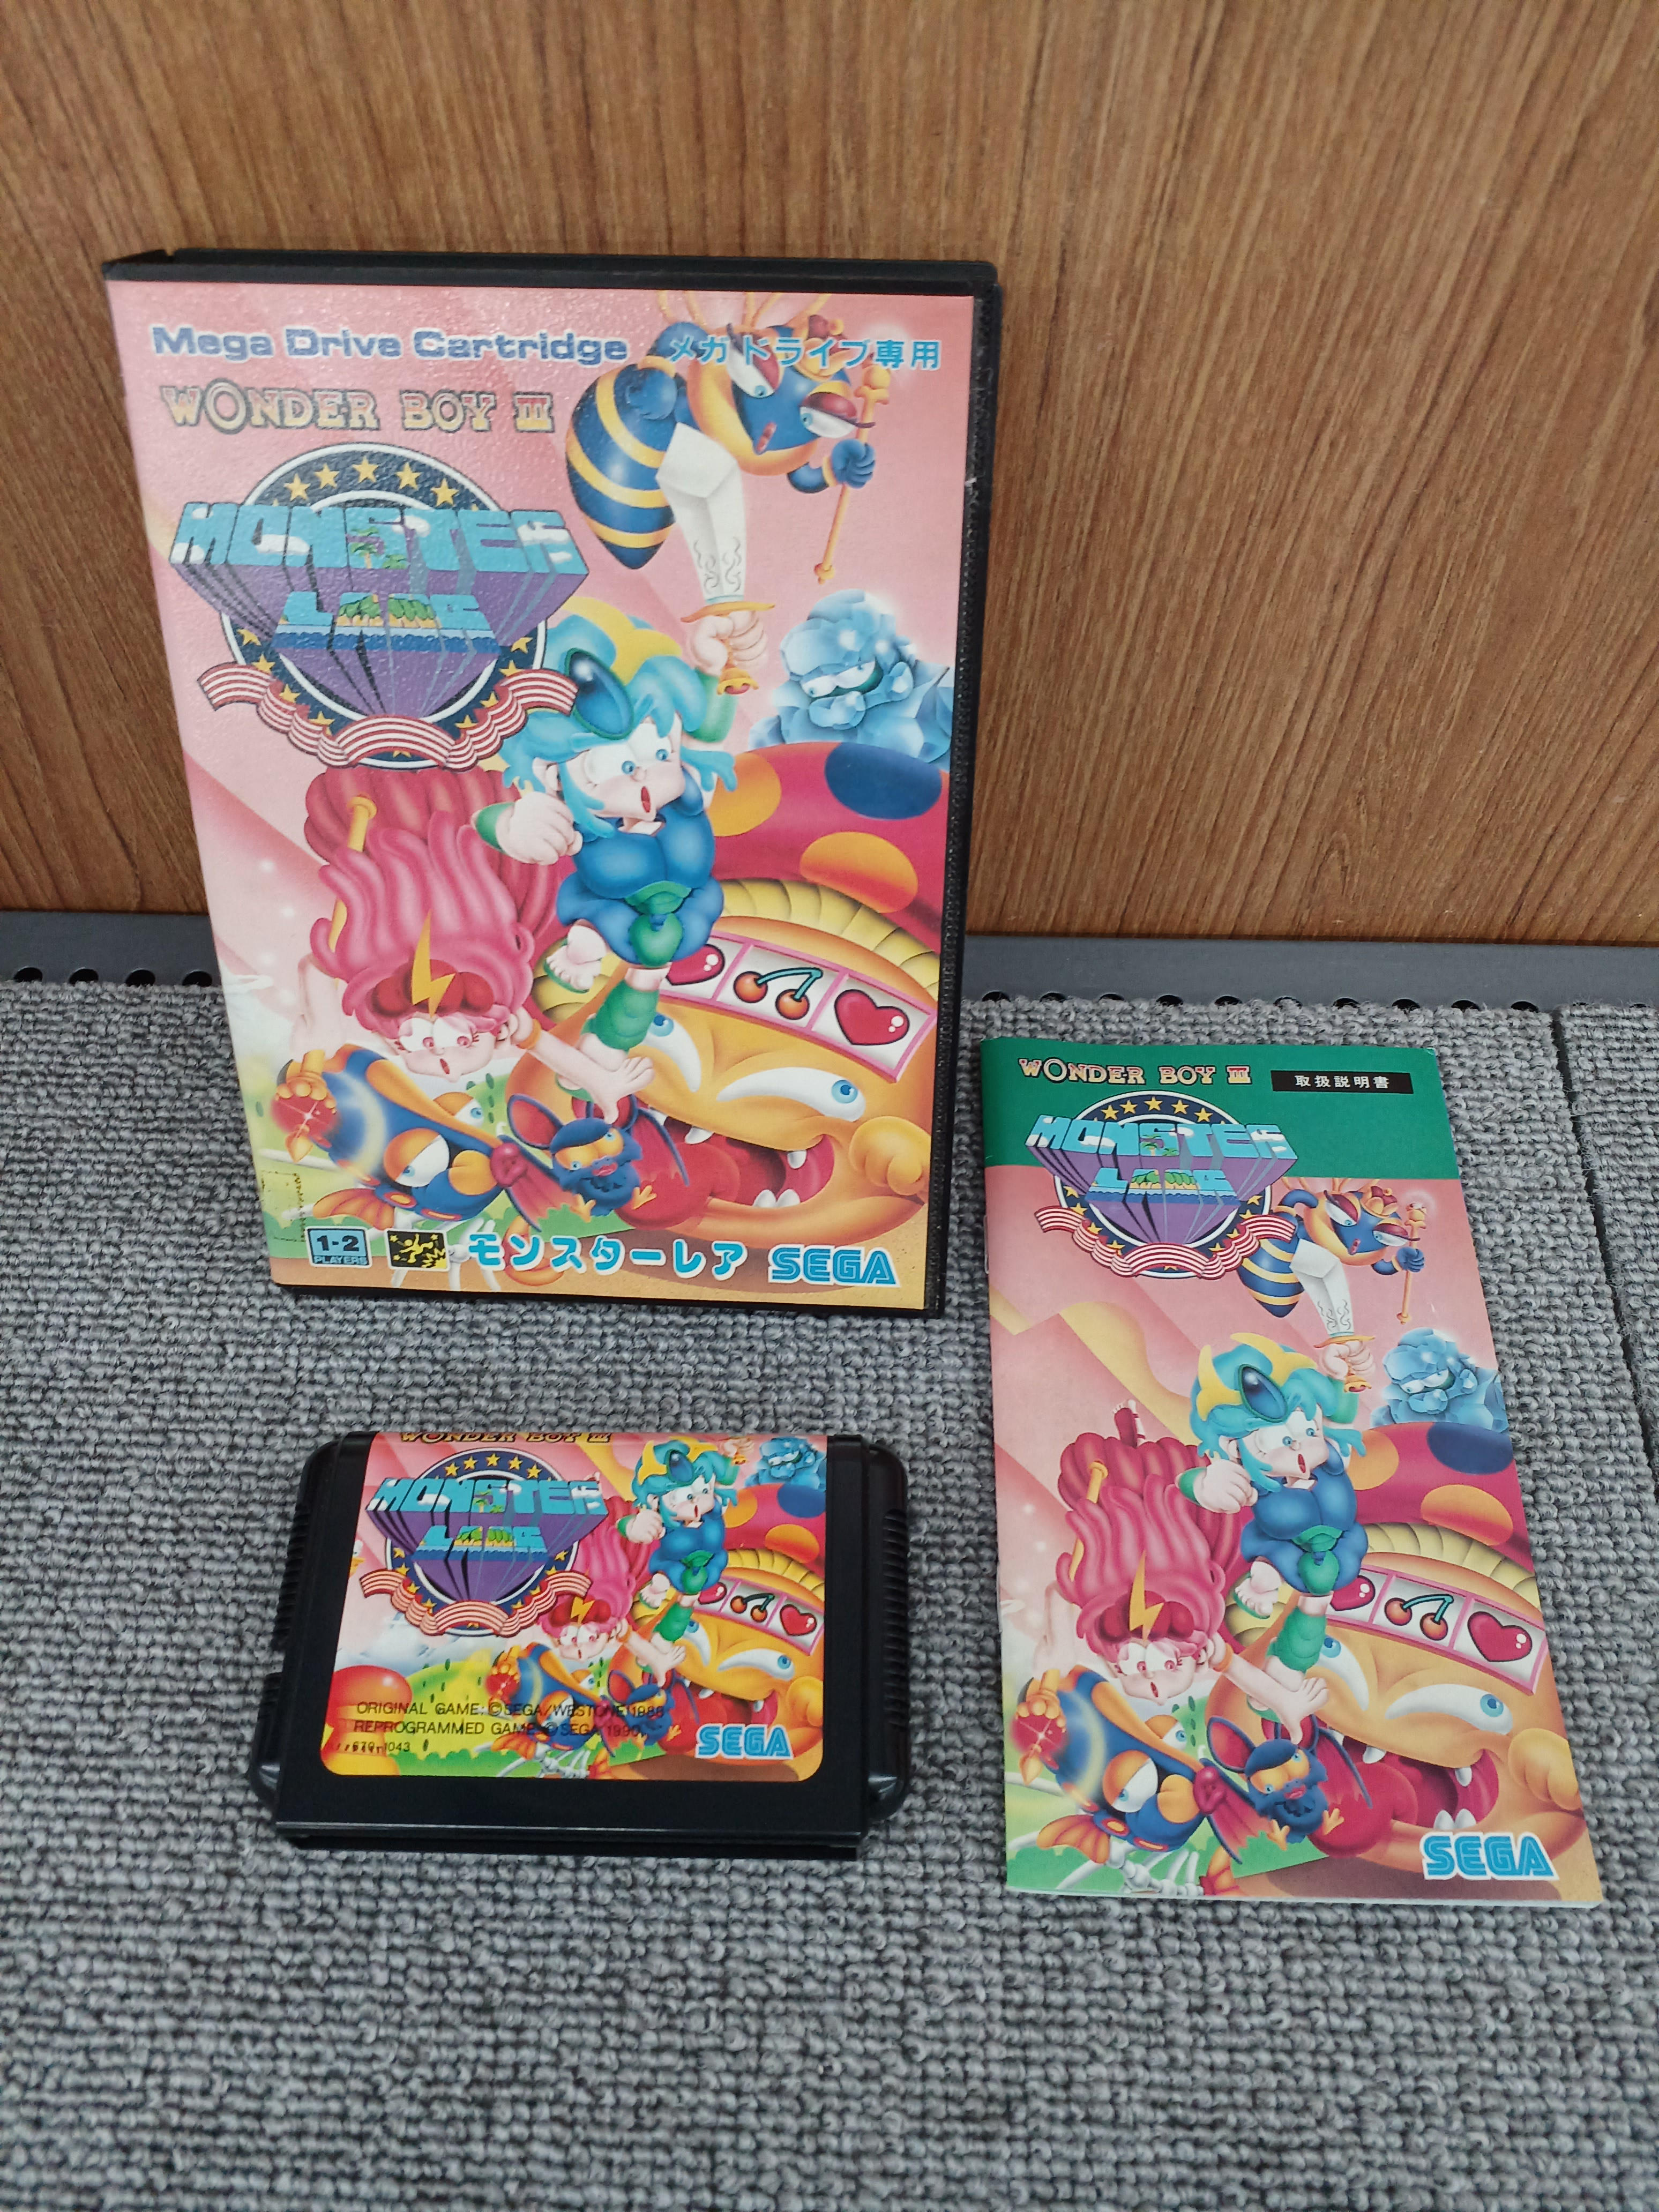 Mega Drive Cartridge メガドライブ専用
WONDER BOY III
MONSTER
LAIR
1-2
PLAYERS
モンスターレア SEGA
WONDER BOY III
MONSTER
LAIR
ORIGINAL GAME: ©SEGA/WESTONE 1988
REPROGRAMMED GAME: ©SEGA 1990
670-1043
SEGA
WONDER BOY III 取扱説明書
MONSTER
LAIR
SEGA